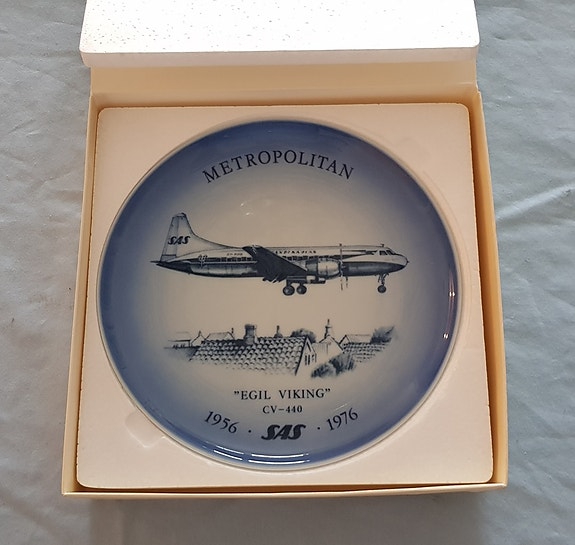 METROPOLITAN
SAS
"EGIL VIKING"
CV-440
1956 · SAS · 1976